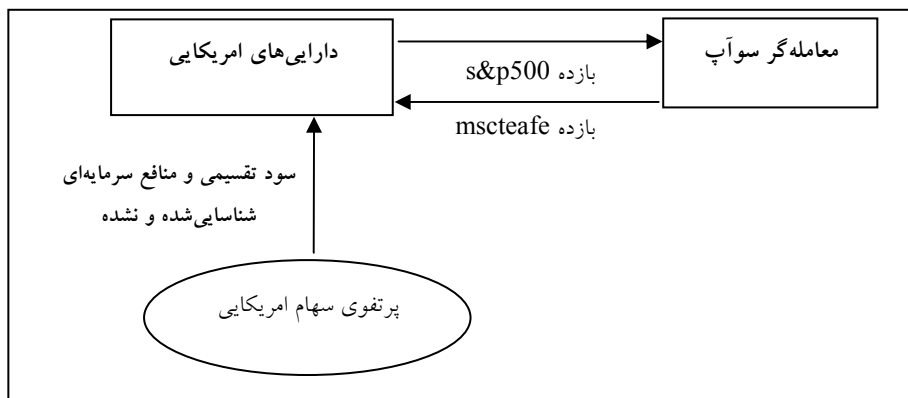 معامله‌گر سوآپ
دارایی‌های امریکایی
بازده s&p500
بازده mscteafe
سود تقسیمی و منافع سرمایه‌ای
شناسایی‌شده و نشده
پرتفوی سهام امریکایی